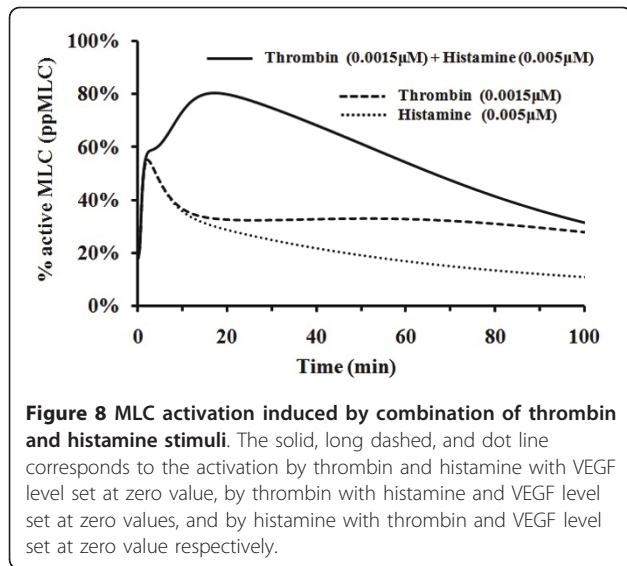 100%
80%
60%
40%
20%
0%
% active MLC (ppMLC)
Thrombin (0.0015µM) + Histamine (0.005µM)
Thrombin (0.0015µM)
Histamine (0.005µM)
0 20 40 60 80 100
Time (min)
Figure 8 MLC activation induced by combination of thrombin
and histamine stimuli. The solid, long dashed, and dot line
corresponds to the activation by thrombin and histamine with VEGF
level set at zero value, by thrombin with histamine and VEGF level
set at zero values, and by histamine with thrombin and VEGF level
set at zero value respectively.